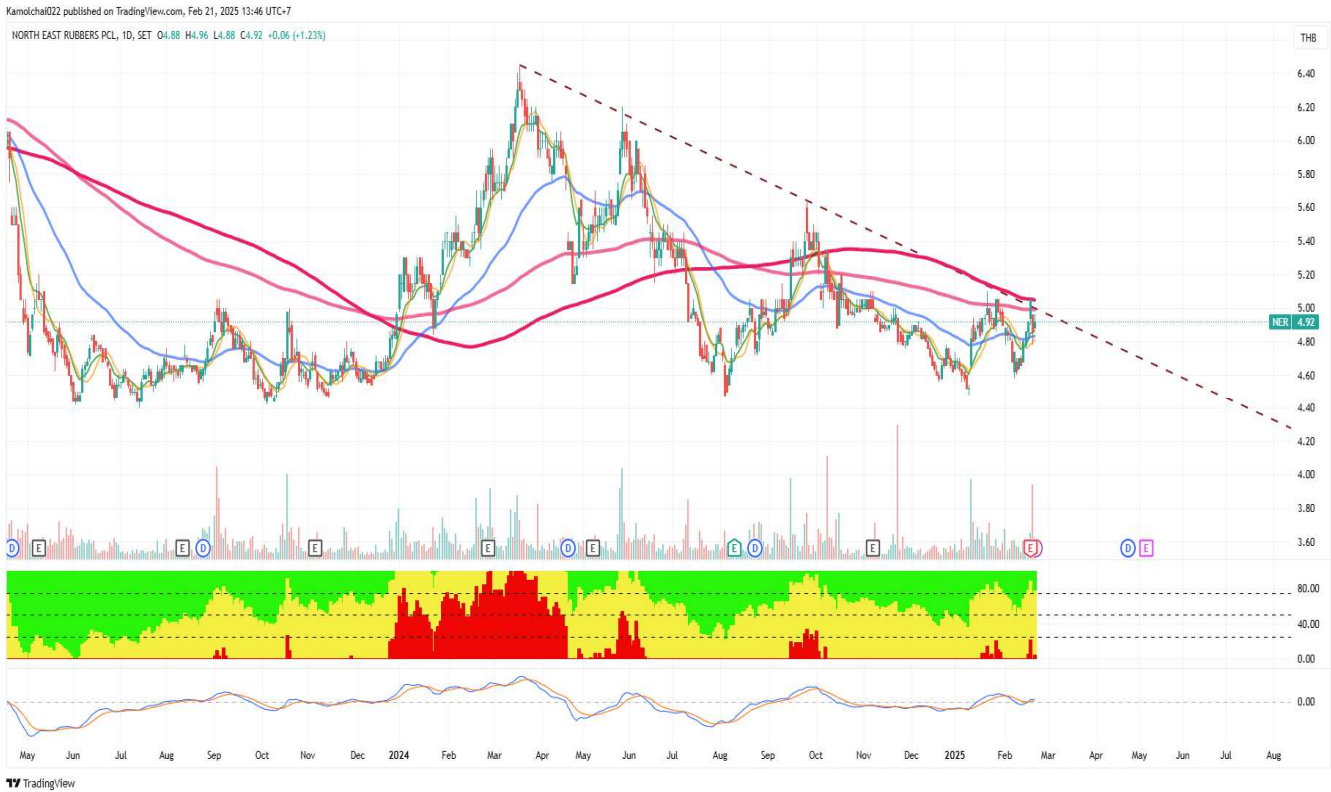 Kamolchai022 published on TradingView.com, Feb 21, 2025 13:46 UTC+7
NORTH EAST RUBBERS PCL, 1D, SET O4.88 H4.96 L4.88 C4.92 +0.06 (+1.23%)
THB
6.40
6.20
6.00
5.80
5.60
5.40
5.20
5.00
NER 4.92
4.80
4.60
4.40
4.20
4.00
3.80
3.60
D E E D E E D E E D E E D E
80.00
40.00
0.00
0.00
May Jun Jul Aug Sep Oct Nov Dec 2024 Feb Mar Apr May Jun Jul Aug Sep Oct Nov Dec 2025 Feb Mar Apr May Jun Jul Aug
TradingView